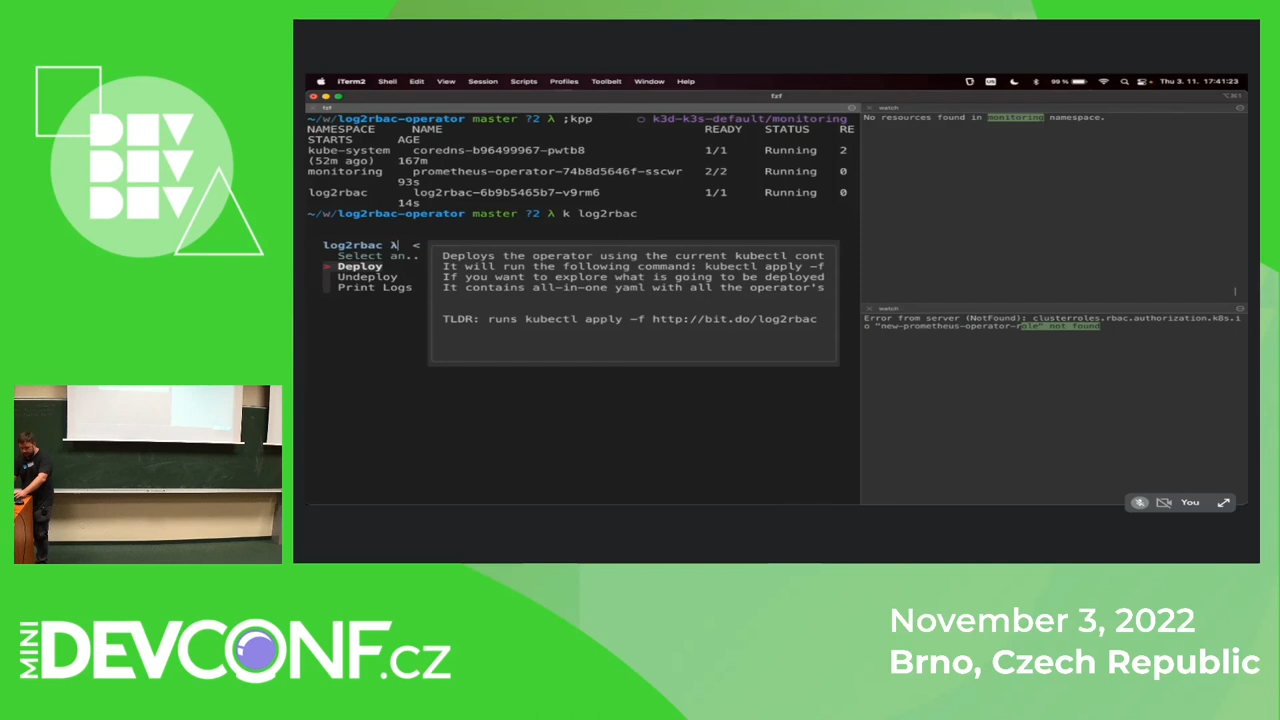 DEV
DEV
DEV
iTerm2 Shell Edit View Session Scripts Profiles Toolbelt Window Help
US
99 %
Thu 3. 11. 17:41:23
fzf
⌥⌘1
fzf
~/w/log2rbac-operator master ?2 λ ;kpp ○ k3d-k3s-default/monitoring
NAMESPACE NAME READY STATUS RE
STARTS AGE
kube-system coredns-b96499967-pwtb8 1/1 Running 2
(52m ago) 167m
monitoring prometheus-operator-74b8d5646f-sscwr 2/2 Running 0
93s
log2rbac log2rbac-6b9b5465b7-v9rm6 1/1 Running 0
14s
~/w/log2rbac-operator master ?2 λ k log2rbac
log2rbac λ <
Select an..
> Deploy
Undeploy
Print Logs
Deploys the operator using the current kubectl cont
It will run the following command: kubectl apply -f
If you want to explore what is going to be deployed
It contains all-in-one yaml with all the operator's
TLDR: runs kubectl apply -f http://bit.do/log2rbac
watch
No resources found in monitoring namespace.
watch
Error from server (NotFound): clusterroles.rbac.authorization.k8s.i
o "new-prometheus-operator-role" not found
You
MINI DEVCONF.cz
November 3, 2022
Brno, Czech Republic